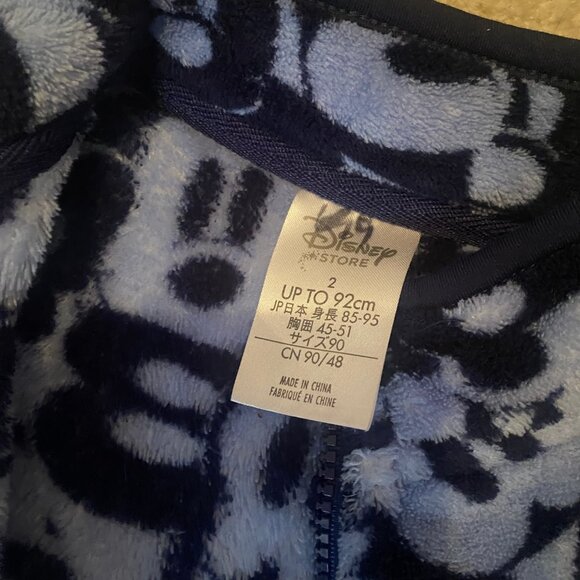 Disney
STORE
2
UP TO 92cm
JP日本 身長 85-95
胸囲 45-51
サイズ90
CN 90/48
MADE IN CHINA
FABRIQUÉ EN CHINE